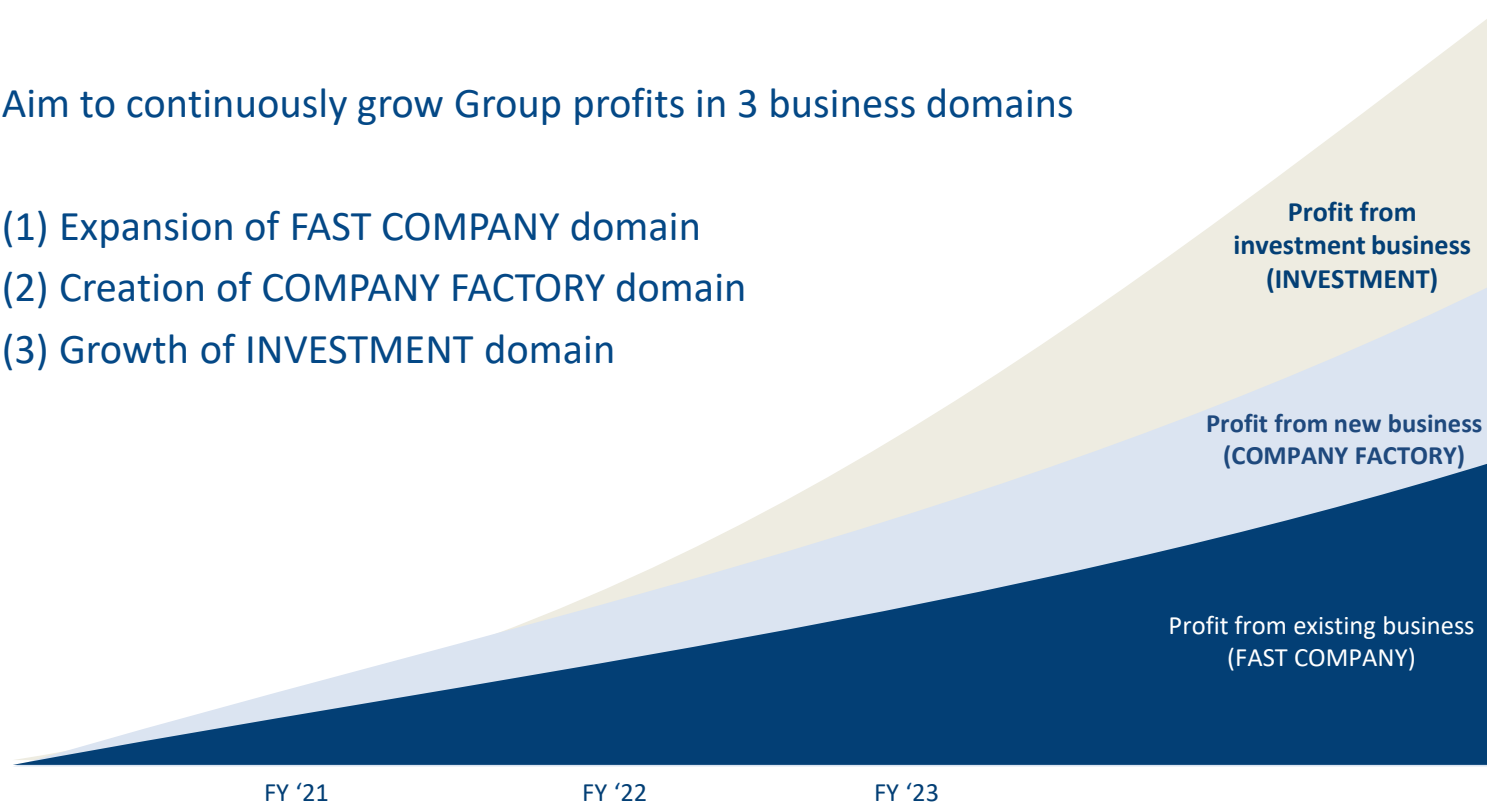 Aim to continuously grow Group profits in 3 business domains
(1) Expansion of FAST COMPANY domain
(2) Creation of COMPANY FACTORY domain
(3) Growth of INVESTMENT domain
Profit from
investment business
(INVESTMENT)
Profit from new business
(COMPANY FACTORY)
Profit from existing business
(FAST COMPANY)
FY ‘21
FY ‘22
FY ‘23